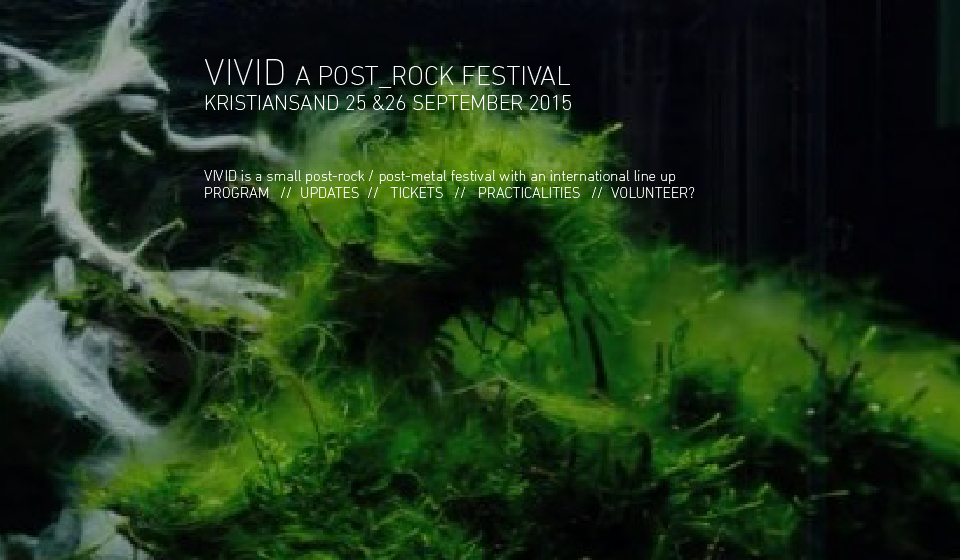 VIVID A POST_ROCK FESTIVAL
KRISTIANSAND 25 &26 SEPTEMBER 2015
VIVID is a small post-rock / post-metal festival with an international line up
PROGRAM // UPDATES // TICKETS // PRACTICALITIES // VOLUNTEER?